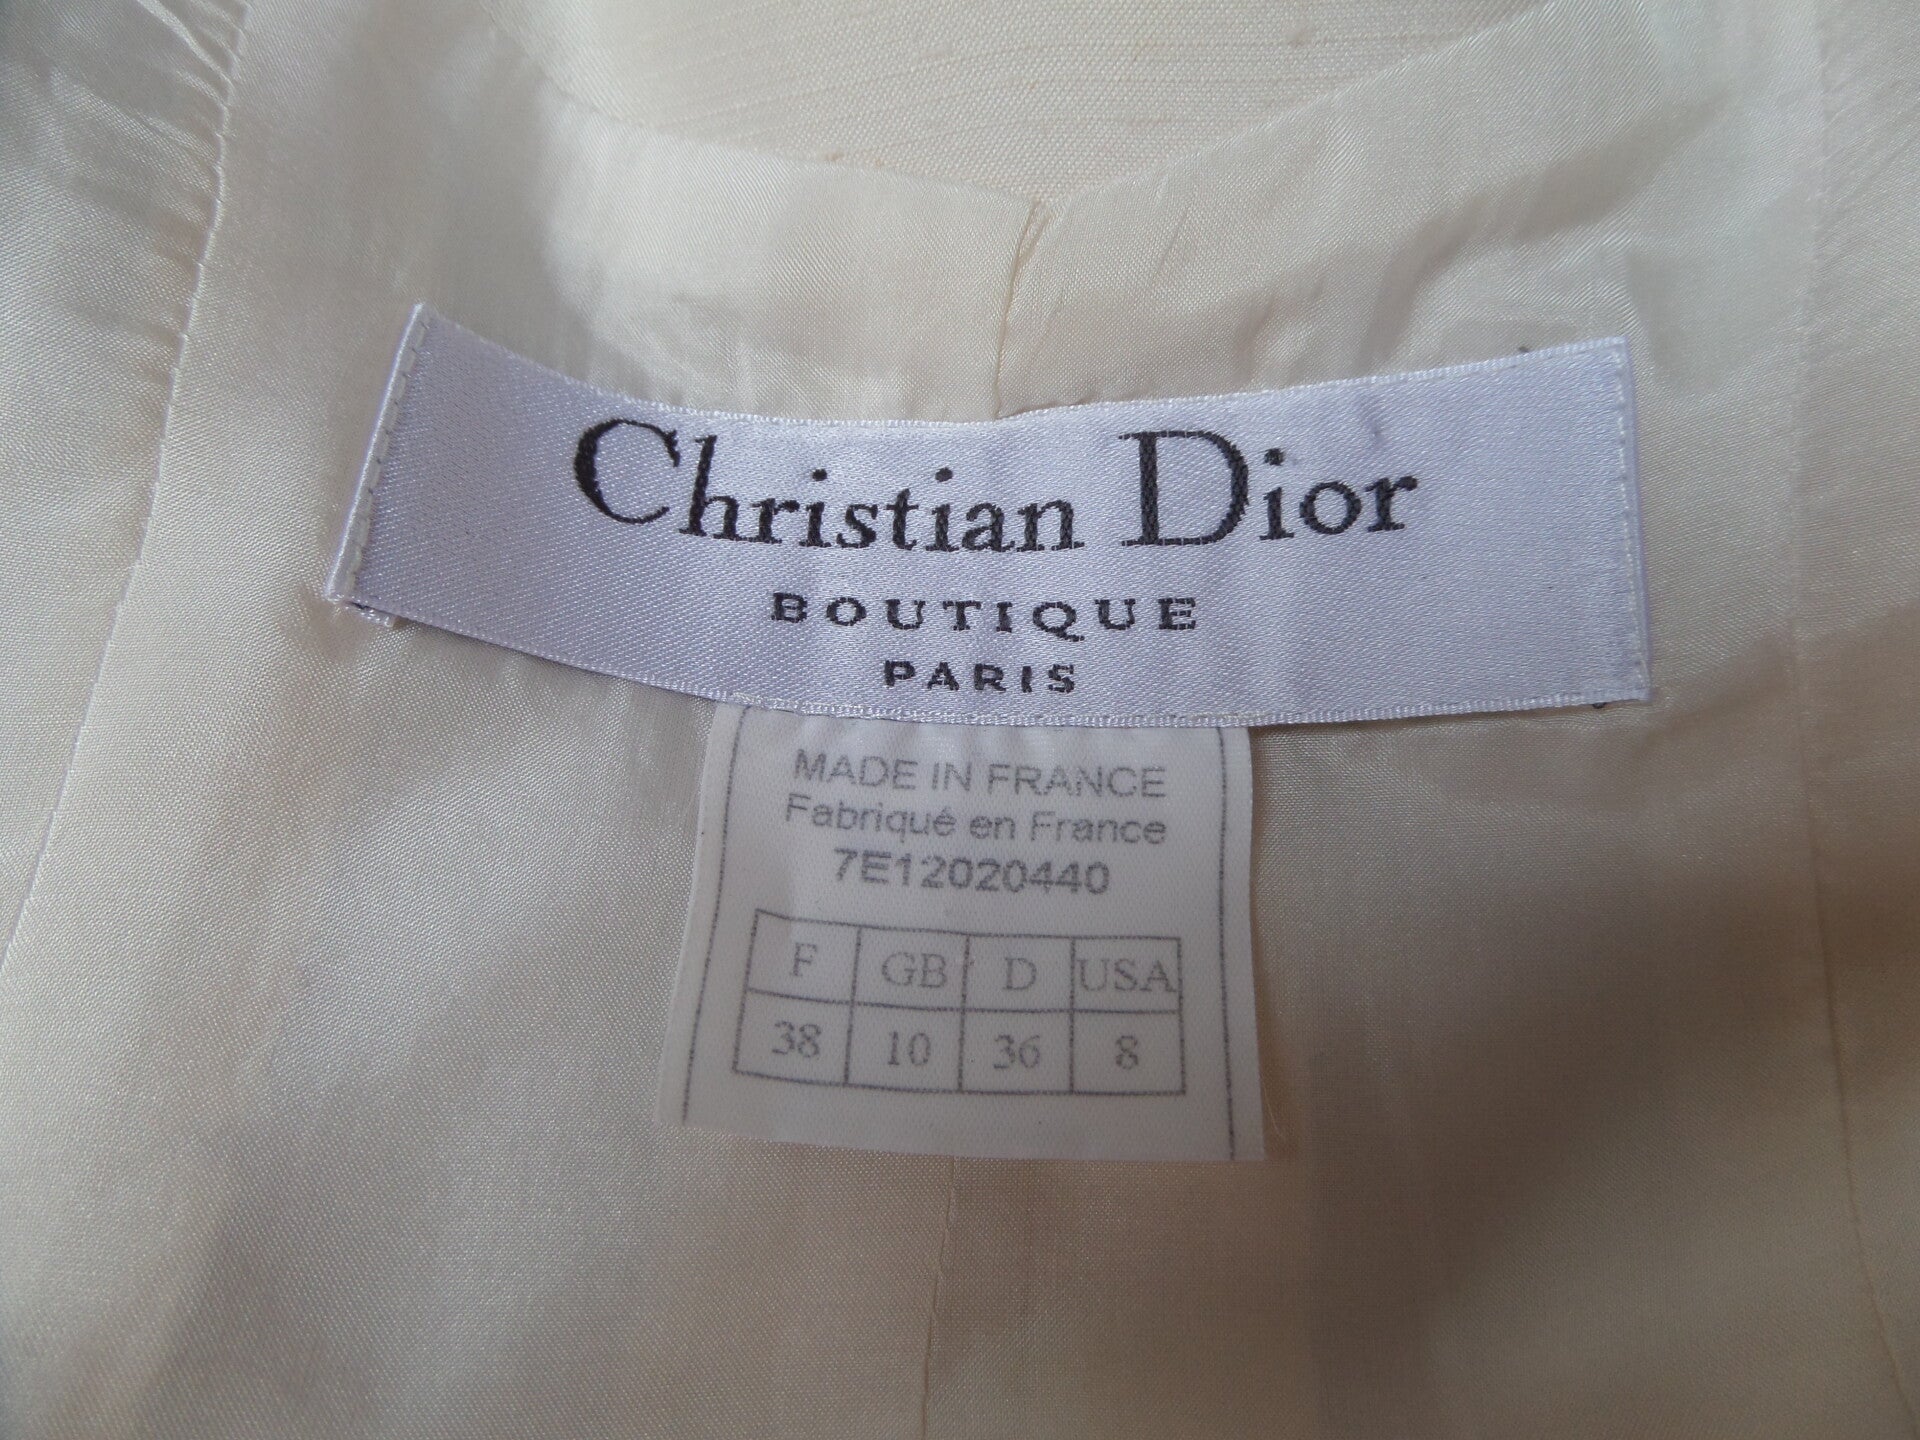 Christian Dior
BOUTIQUE
PARIS
MADE IN FRANCE
Fabriqué en France
7E12020440
F GB D USA
38 10 36 8